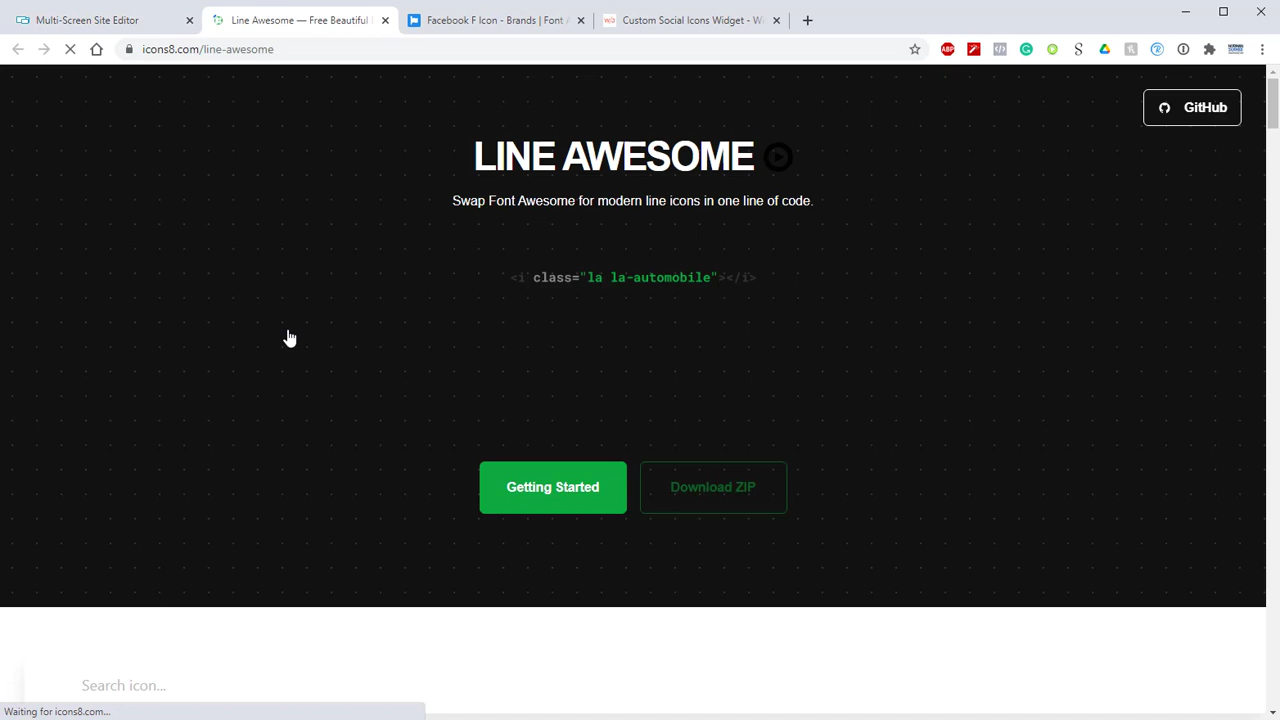 Multi-Screen Site Editor
Line Awesome — Free Beautiful
Facebook F Icon - Brands | Font A
Custom Social Icons Widget - W
icons8.com/line-awesome
ABP
GitHub
LINE AWESOME
Swap Font Awesome for modern line icons in one line of code.
<i class="la la-automobile"></i>
Getting Started
Download ZIP
Search icon...
Waiting for icons8.com...